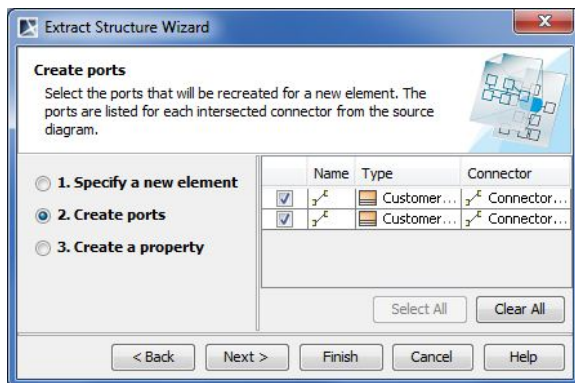 Extract Structure Wizard
Create ports
Select the ports that will be recreated for a new element. The
ports are listed for each intersected connector from the source
diagram.
1. Specify a new element
2. Create ports
3. Create a property
Name Type Connector
Customer... Connector...
Customer... Connector...
Select All Clear All
< Back Next > Finish Cancel Help